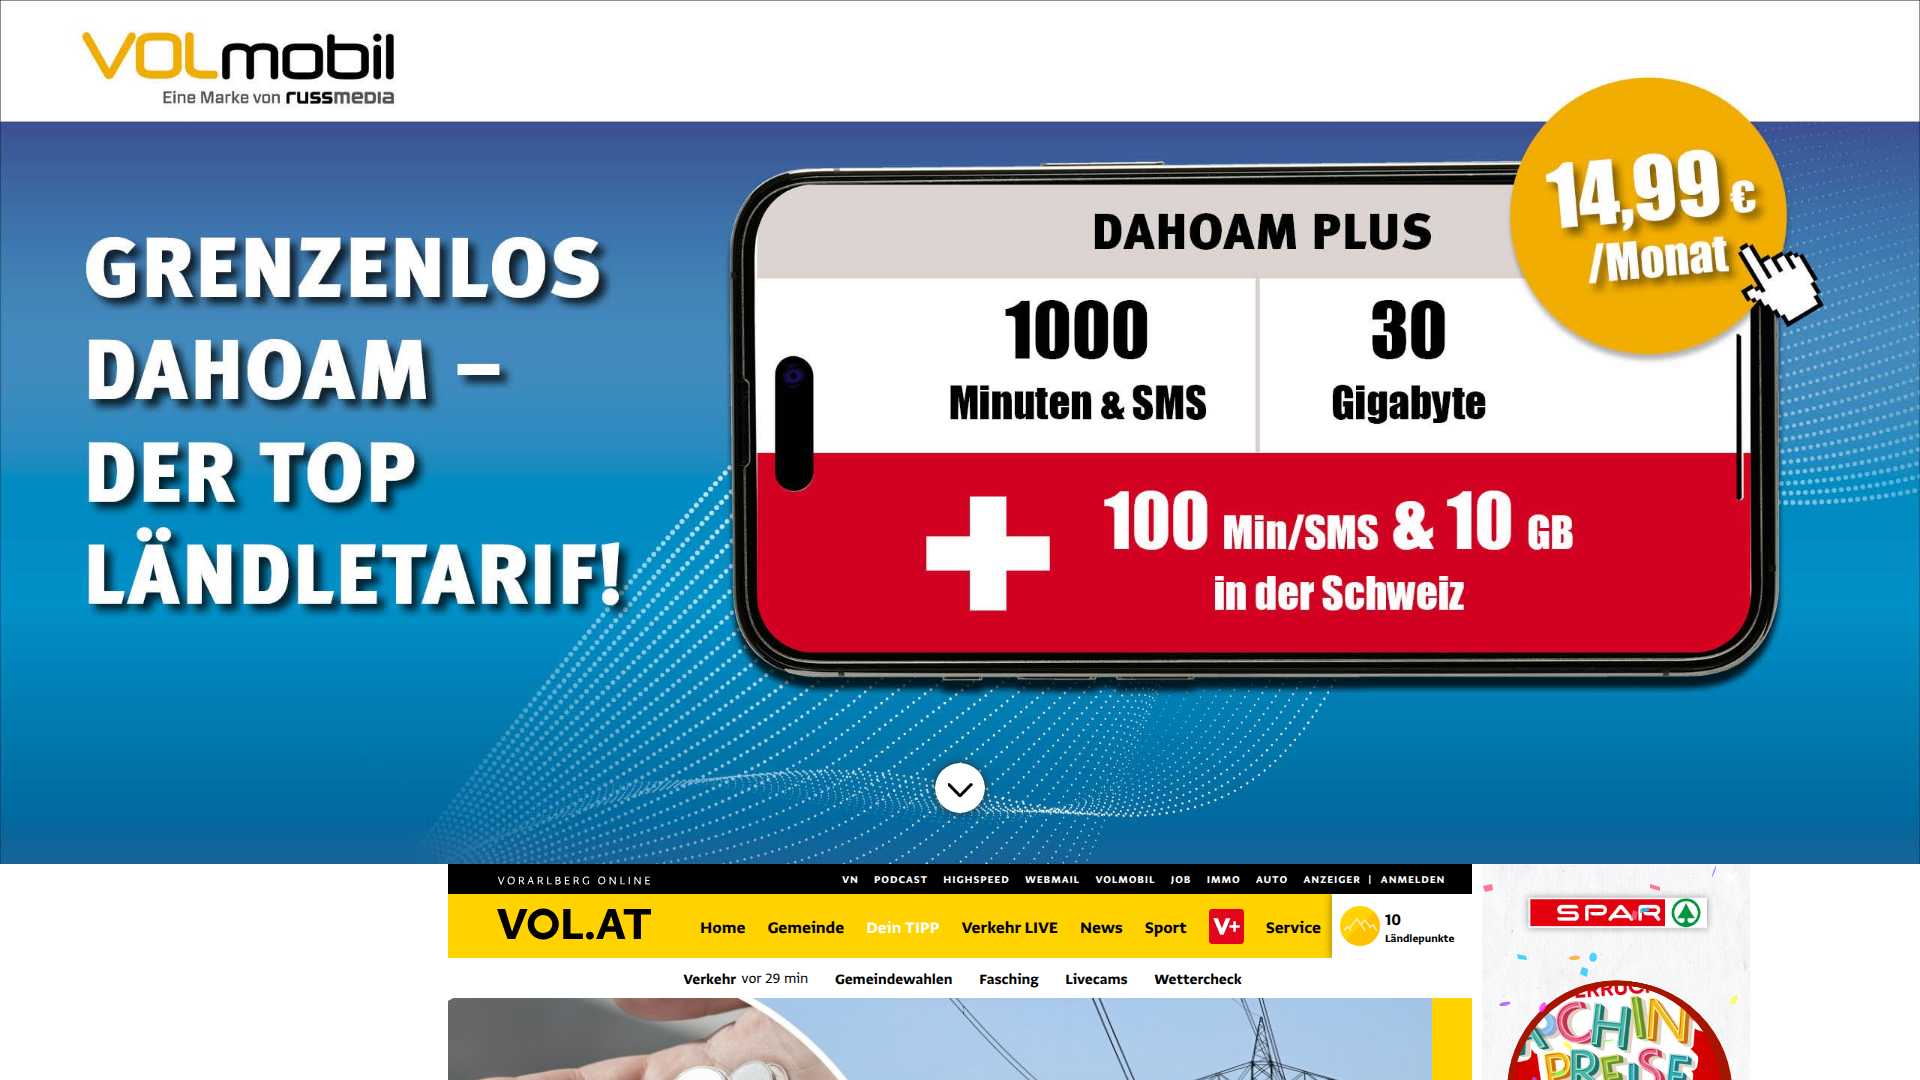 VOLmobil
Eine Marke von russmedia
GRENZENLOS
DAHOAM –
DER TOP
LÄNDLETARIF!
DAHOAM PLUS
14,99 €
/Monat
1000
Minuten & SMS
30
Gigabyte
100 Min/SMS & 10 GB
in der Schweiz
VORARLBERG ONLINE
VN PODCAST HIGHSPEED WEBMAIL VOLMOBIL JOB IMMO AUTO ANZEIGER | ANMELDEN
VOL.AT
Home Gemeinde Dein TIPP Verkehr LIVE News Sport V+ Service
10
Ländlepunkte
Verkehr vor 29 min Gemeindewahlen Fasching Livecams Wettercheck
SPAR
PREISE